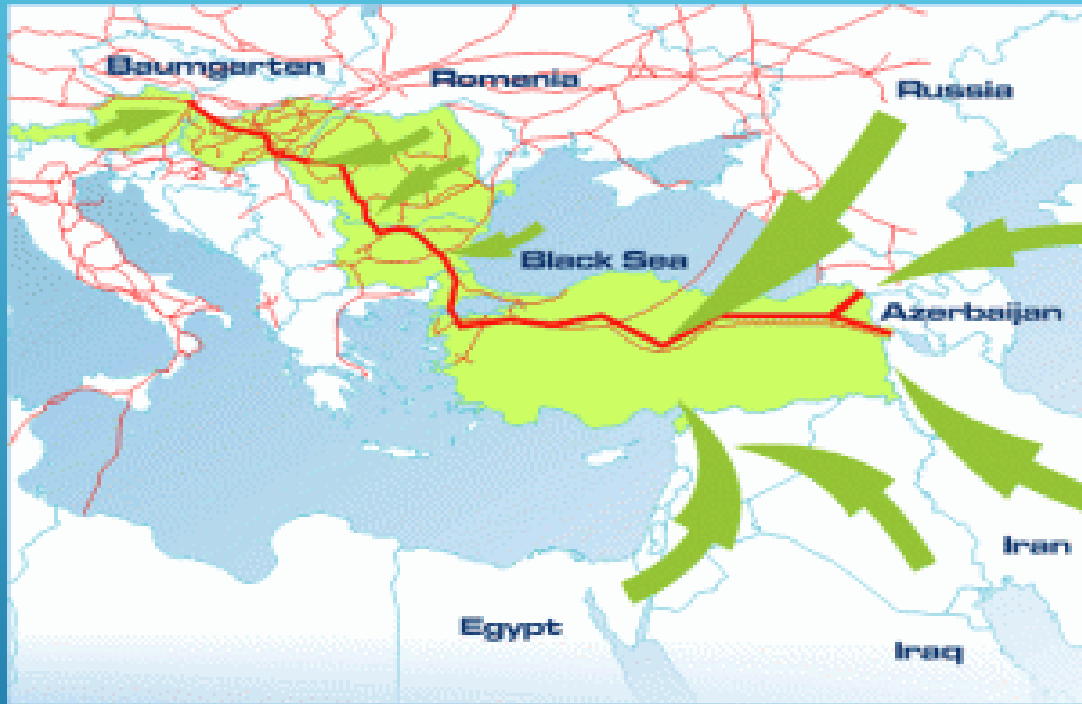 Baumgarten
Romania
Russia
Black Sea
Azerbaijan
Iran
Egypt
Iraq